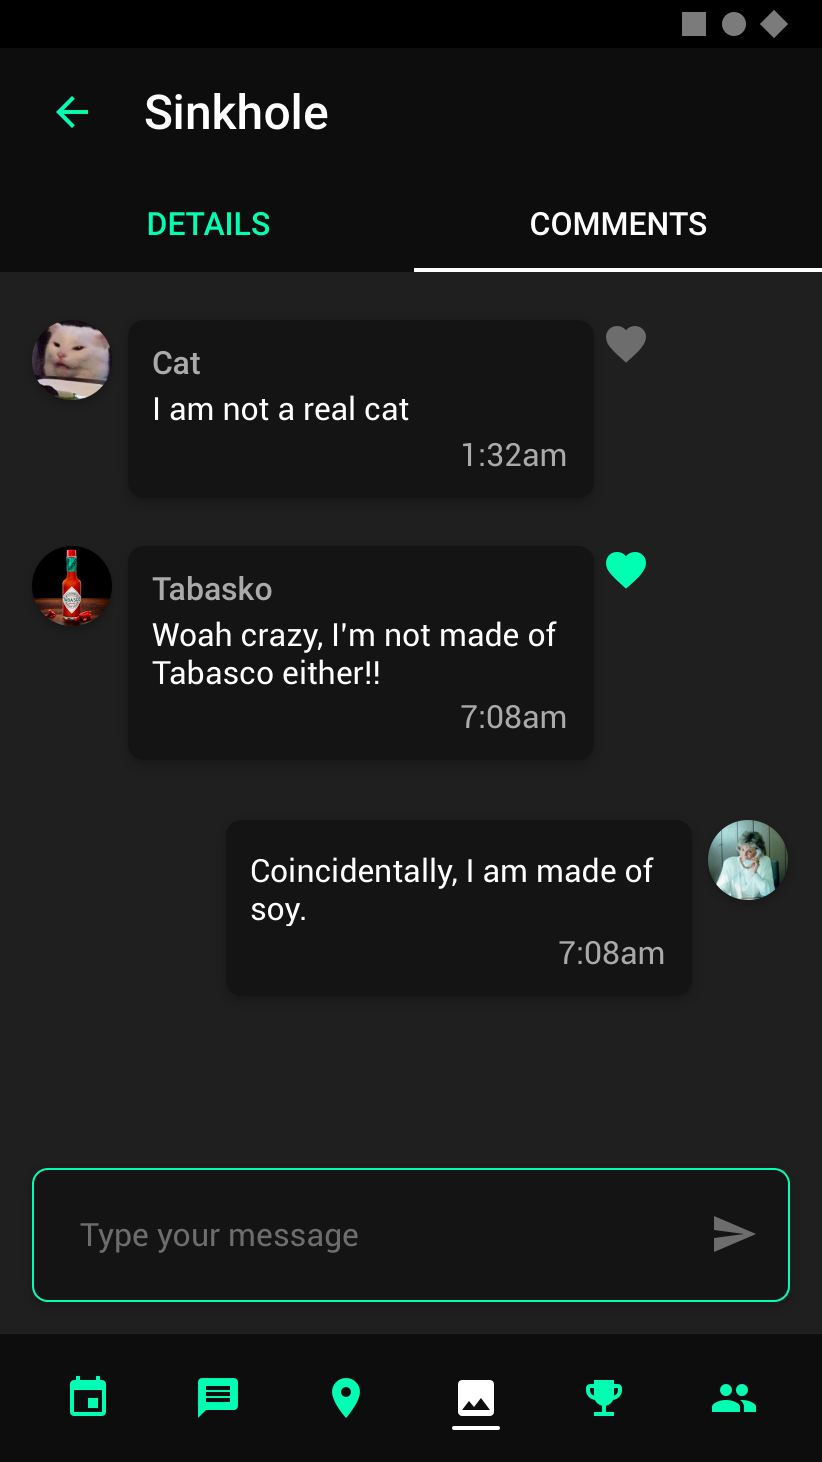 Sinkhole
DETAILS
COMMENTS
Cat
I am not a real cat
1:32am
Tabasko
Woah crazy, I'm not made of
Tabasco either!!
7:08am
Coincidentally, I am made of
soy.
7:08am
Type your message